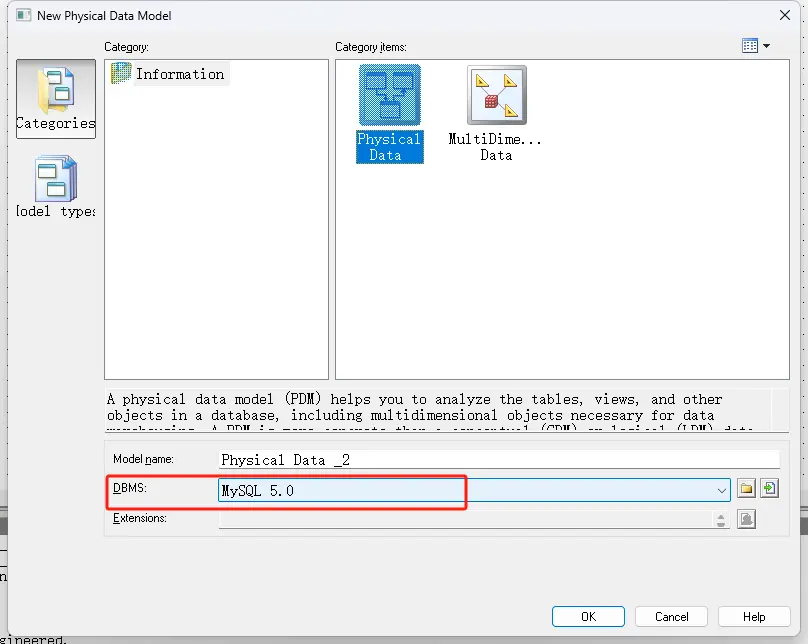 New Physical Data Model
Category:
Category items:
Categories
Information
Physical
Data
MultiDime...
Data
odel types
A physical data model (PDM) helps you to analyze the tables, views, and other
objects in a database, including multidimensional objects necessary for data
Model name:
Physical Data _2
DBMS:
MySQL 5.0
Extensions:
OK
Cancel
Help
gineered.